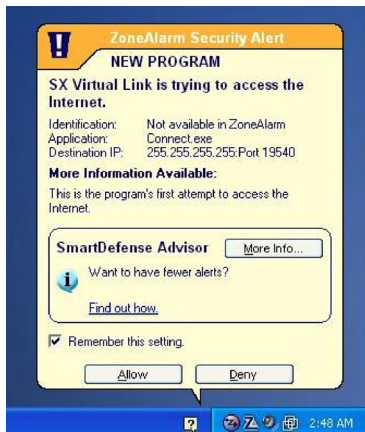 ZoneAlarm Security Alert
NEW PROGRAM
SX Virtual Link is trying to access the
Internet.
Identification: Not available in ZoneAlarm
Application: Connect.exe
Destination IP: 255.255.255.255:Port 19540
More Information Available:
This is the program's first attempt to access the
Internet.
SmartDefense Advisor More Info...
Want to have fewer alerts?
Find out how.
Remember this setting.
Allow Deny
2:48 AM